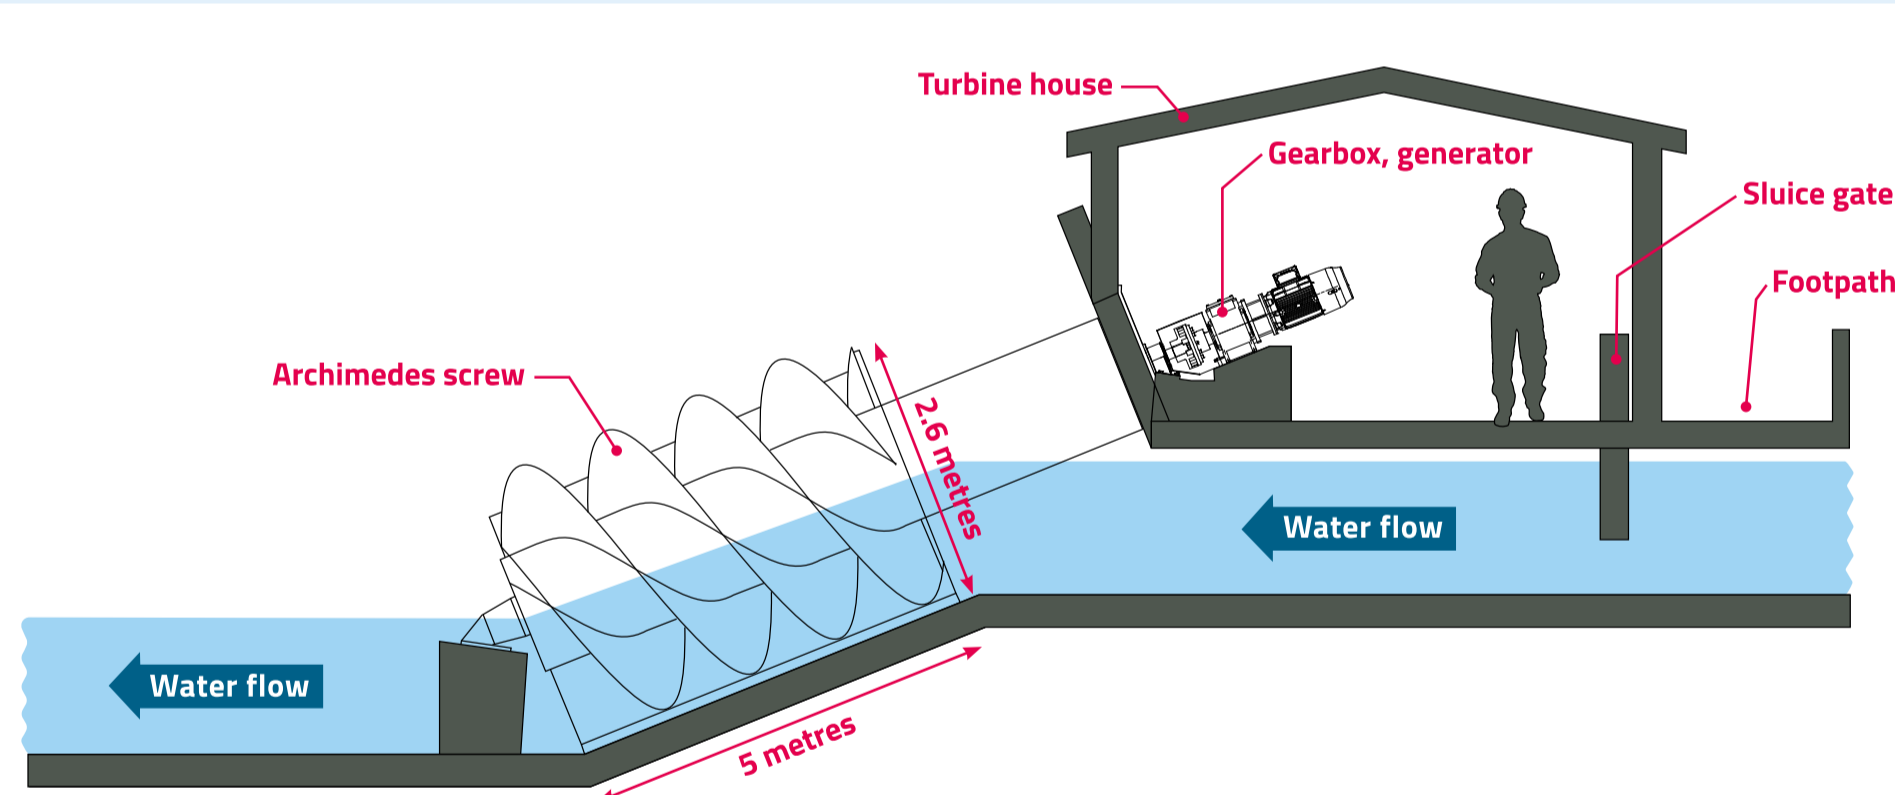 Turbine house
Gearbox, generator
Sluice gate
Footpath
Archimedes screw
2.6 metres
Water flow
Water flow
5 metres